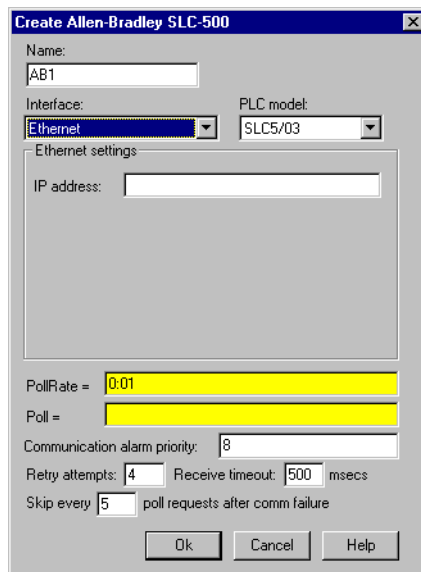 Create Allen-Bradley SLC-500
Name:
AB1
Interface: PLC model:
Ethernet SLC5/03
Ethernet settings
IP address:
PollRate = 0:01
Poll =
Communication alarm priority: 8
Retry attempts: 4 Receive timeout: 500 msecs
Skip every 5 poll requests after comm failure
Ok Cancel Help